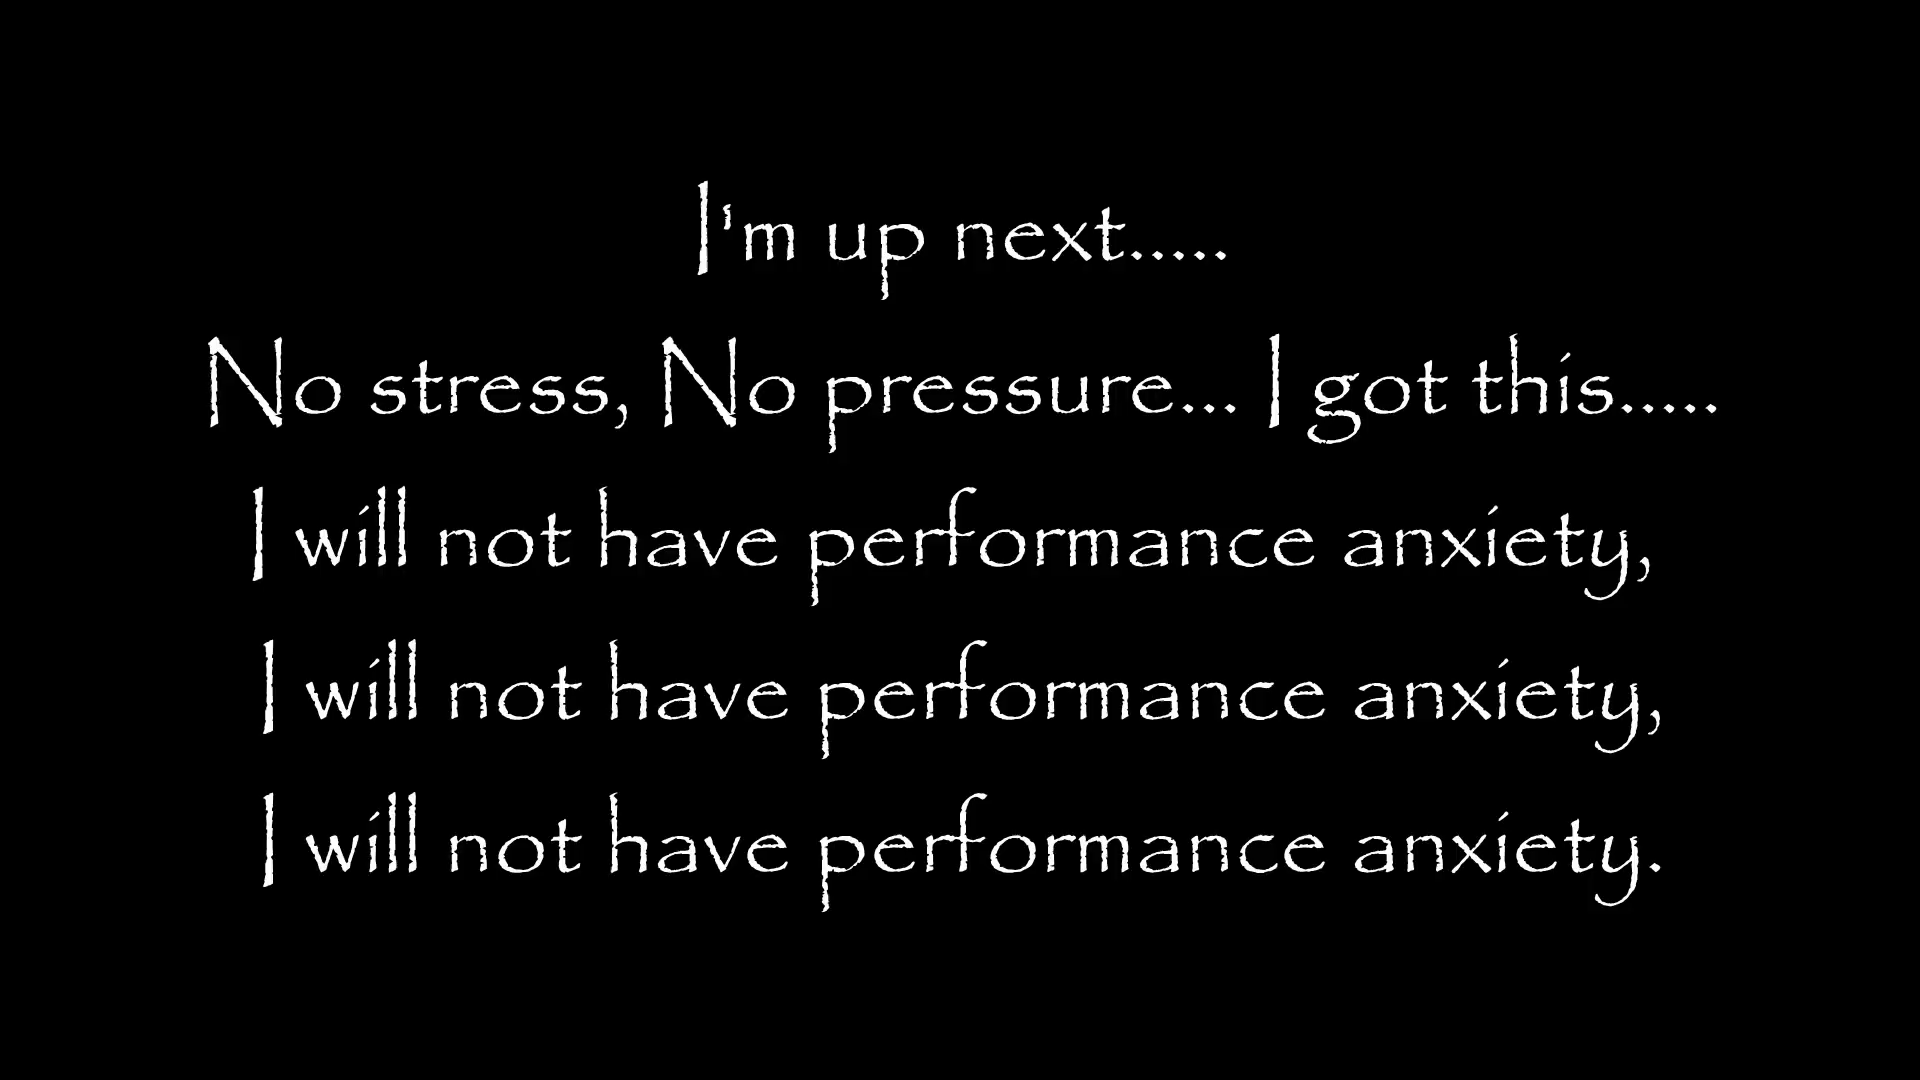 I'm up next.....
No stress, No pressure... I got this.....
I will not have performance anxiety,
I will not have performance anxiety,
I will not have performance anxiety.